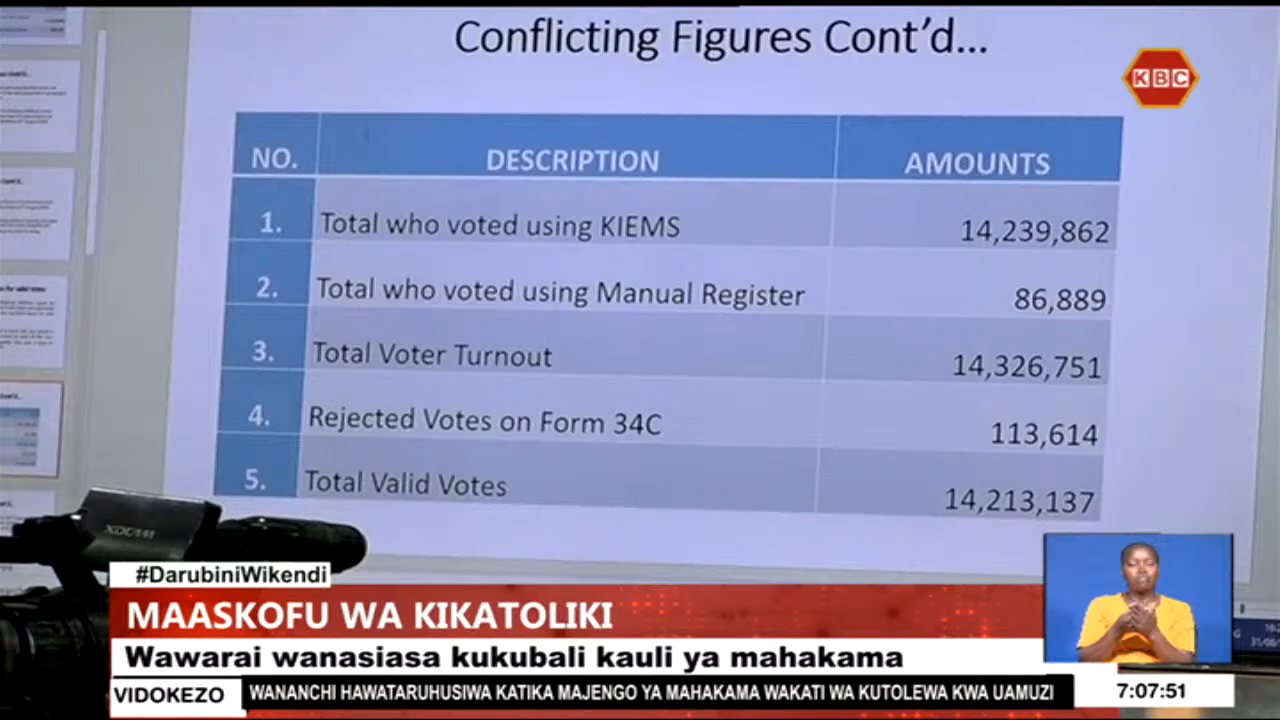 Conflicting Figures Cont'd...
KBC
NO. DESCRIPTION AMOUNTS
1. Total who voted using KIEMS 14,239,862
2. Total who voted using Manual Register 86,889
3. Total Voter Turnout 14,326,751
4. Rejected Votes on Form 34C 113,614
5. Total Valid Votes 14,213,137
#DarubiniWikendi
MAASKOFU WA KIKATOLIKI
Wawarai wanasiasa kukubali kauli ya mahakama
VIDOKEZO WANANCHI HAWATARUHUSIWA KATIKA MAJENGO YA MAHAKAMA WAKATI WA KUTOLEWA KWA UAMUZI
7:07:51